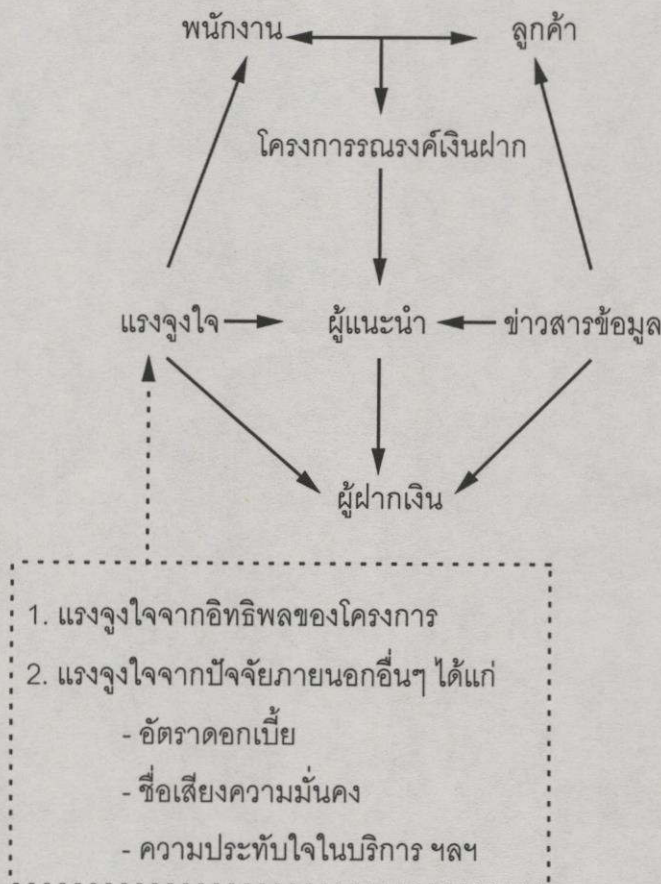 พนักงาน ลูกค้า
โครงการรณรงค์เงินฝาก
แรงจูงใจ ผู้แนะนำ ข่าวสารข้อมูล
ผู้ฝากเงิน
1. แรงจูงใจจากอิทธิพลของโครงการ
2. แรงจูงใจจากปัจจัยภายนอกอื่นๆ ได้แก่
- อัตราดอกเบี้ย
- ชื่อเสียงความมั่นคง
- ความประทับใจในบริการ ฯลฯ